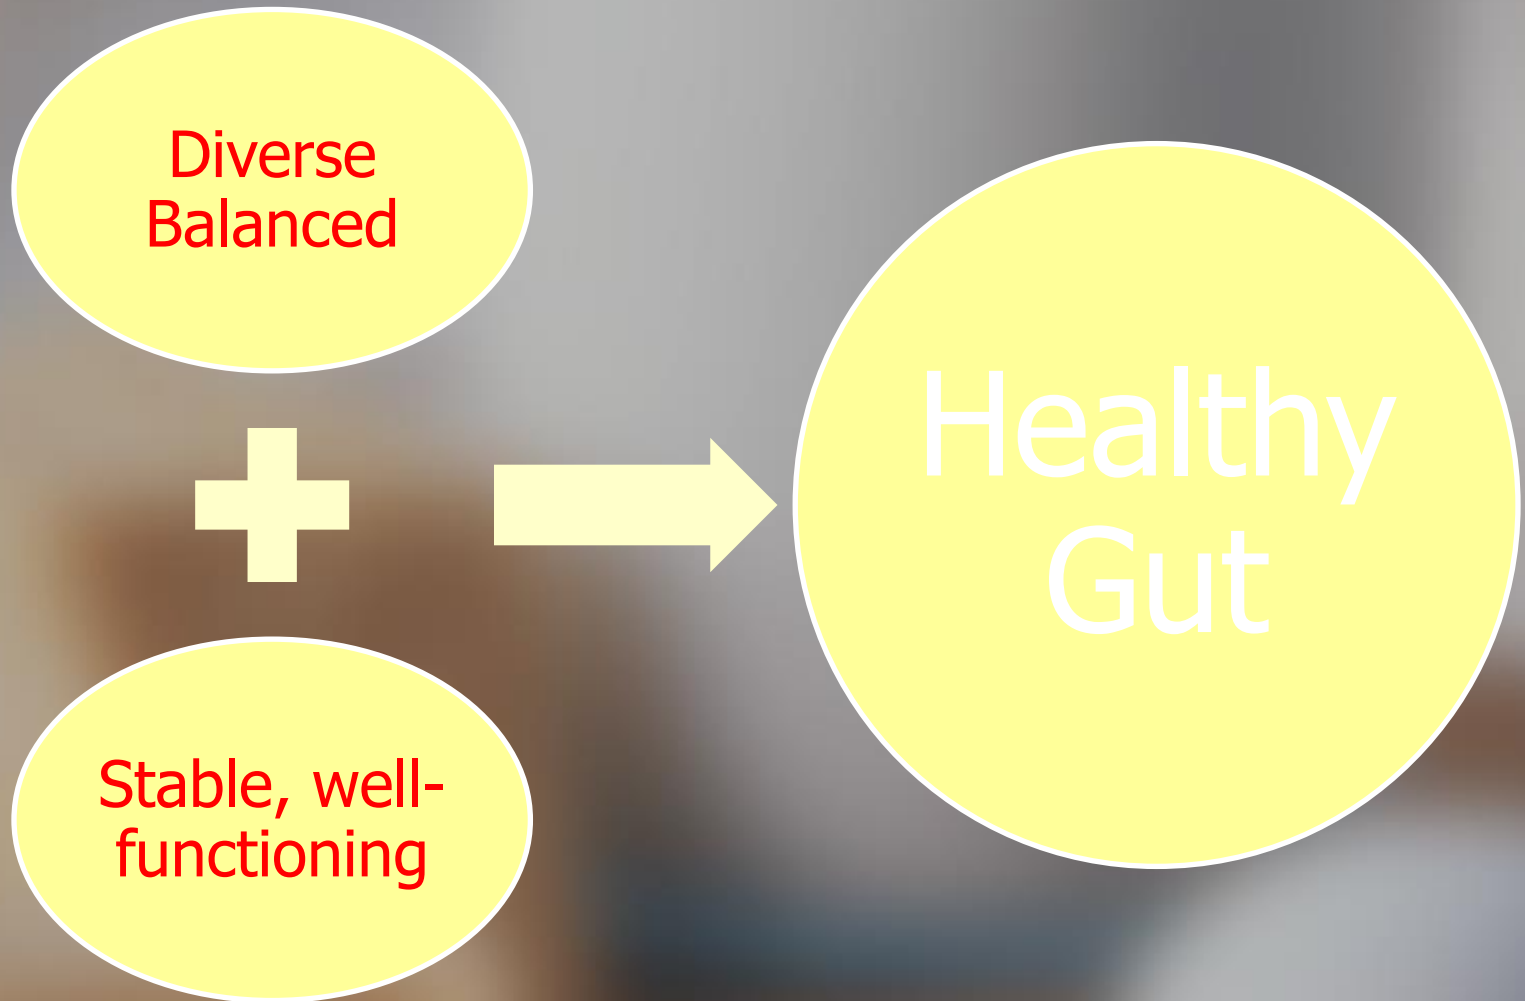 Diverse
Balanced
Stable, well-
functioning
Healthy
Gut